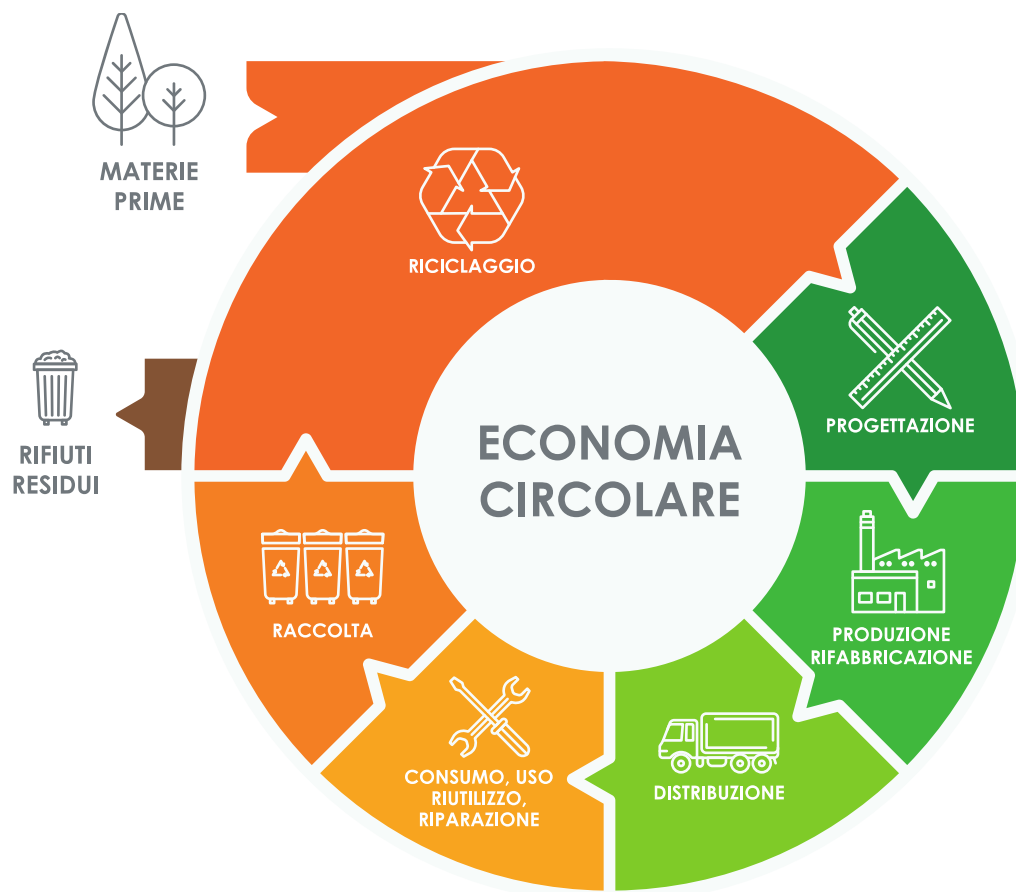 MATERIE
PRIME
RICICLAGGIO
PROGETTAZIONE
RIFIUTI
RESIDUI
ECONOMIA
CIRCOLARE
RACCOLTA
PRODUZIONE
RIFABBRICAZIONE
CONSUMO, USO
RIUTILIZZO,
RIPARAZIONE
DISTRIBUZIONE